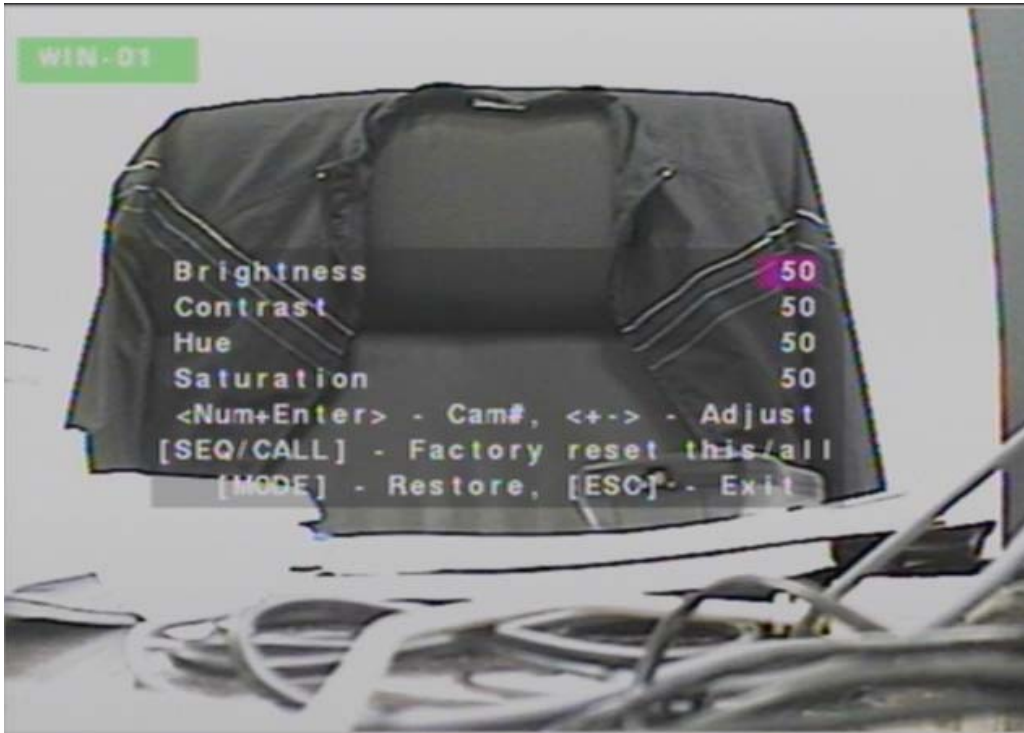 WIN-01
Brightness 50
Contrast 50
Hue 50
Saturation 50
<Num+Enter> - Cam#, <+-> - Adjust
[SEQ/CALL] - Factory reset this/all
[MODE] - Restore, [ESC] - Exit